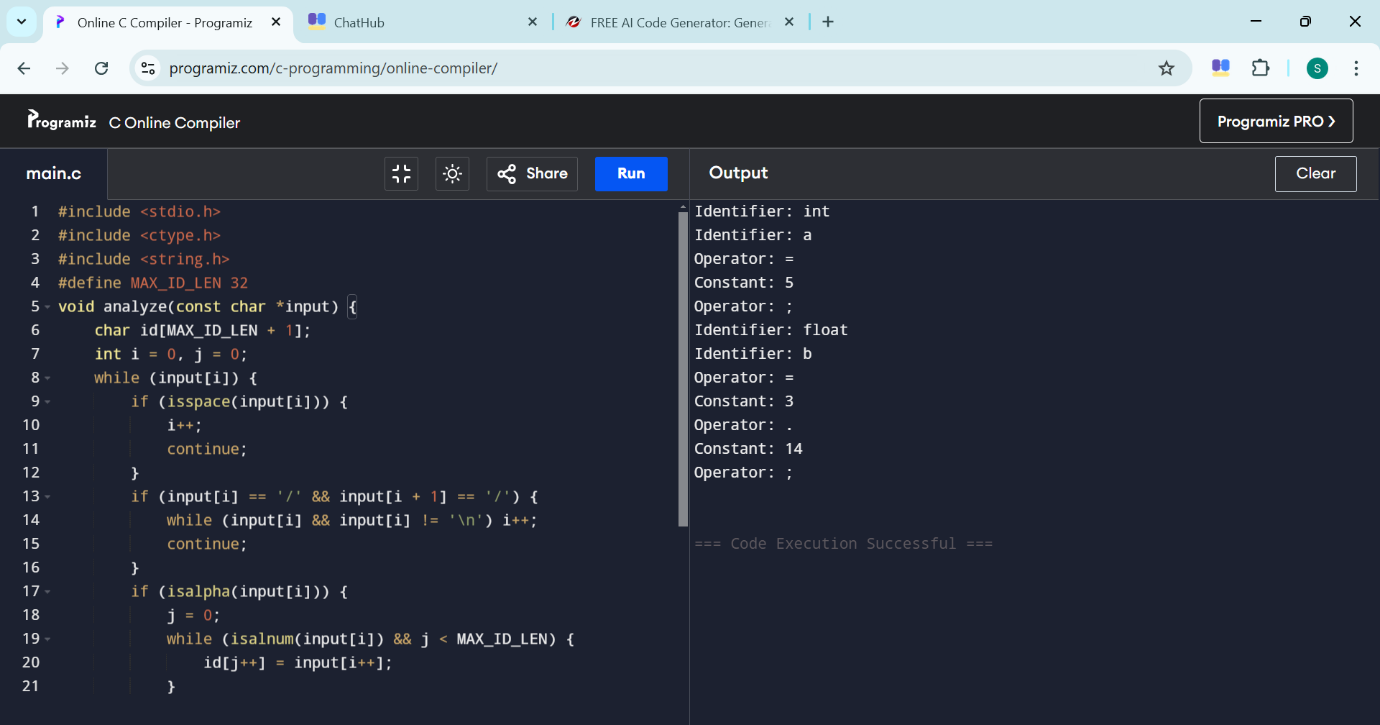 Online C Compiler - Programiz
ChatHub
FREE AI Code Generator: Gener
programiz.com/c-programming/online-compiler/
S
Programiz C Online Compiler
Programiz PRO >
main.c
Share
Run
Output
Clear
1 #include <stdio.h>
2 #include <ctype.h>
3 #include <string.h>
4 #define MAX_ID_LEN 32
5 void analyze(const char *input) {
6 char id[MAX_ID_LEN + 1];
7 int i = 0, j = 0;
8 while (input[i]) {
9 if (isspace(input[i])) {
10 i++;
11 continue;
12 }
13 if (input[i] == '/' && input[i + 1] == '/') {
14 while (input[i] && input[i] != '\n') i++;
15 continue;
16 }
17 if (isalpha(input[i])) {
18 j = 0;
19 while (isalnum(input[i]) && j < MAX_ID_LEN) {
20 id[j++] = input[i++];
21 }
Identifier: int
Identifier: a
Operator: =
Constant: 5
Operator: ;
Identifier: float
Identifier: b
Operator: =
Constant: 3
Operator: .
Constant: 14
Operator: ;
=== Code Execution Successful ===